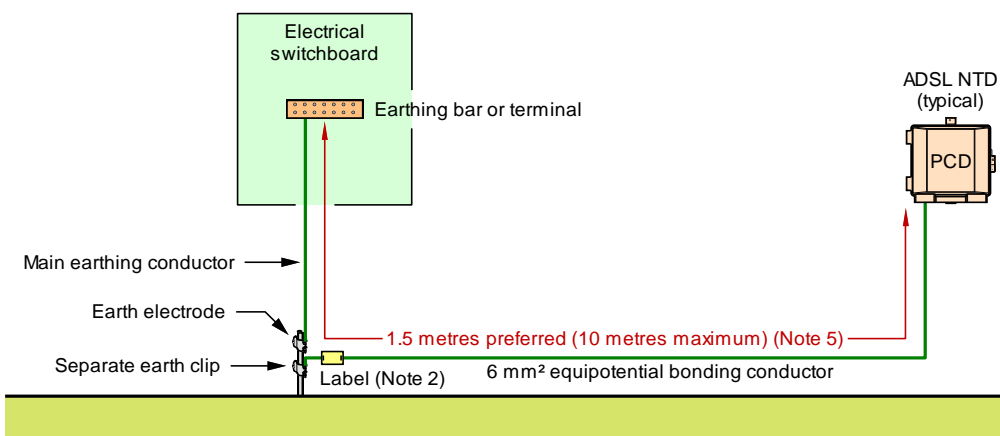 Electrical
switchboard
Earthing bar or terminal
ADSL NTD
(typical)
PCD
Main earthing conductor
Earth electrode
1.5 metres preferred (10 metres maximum) (Note 5)
Separate earth clip
Label (Note 2)
6 mm² equipotential bonding conductor